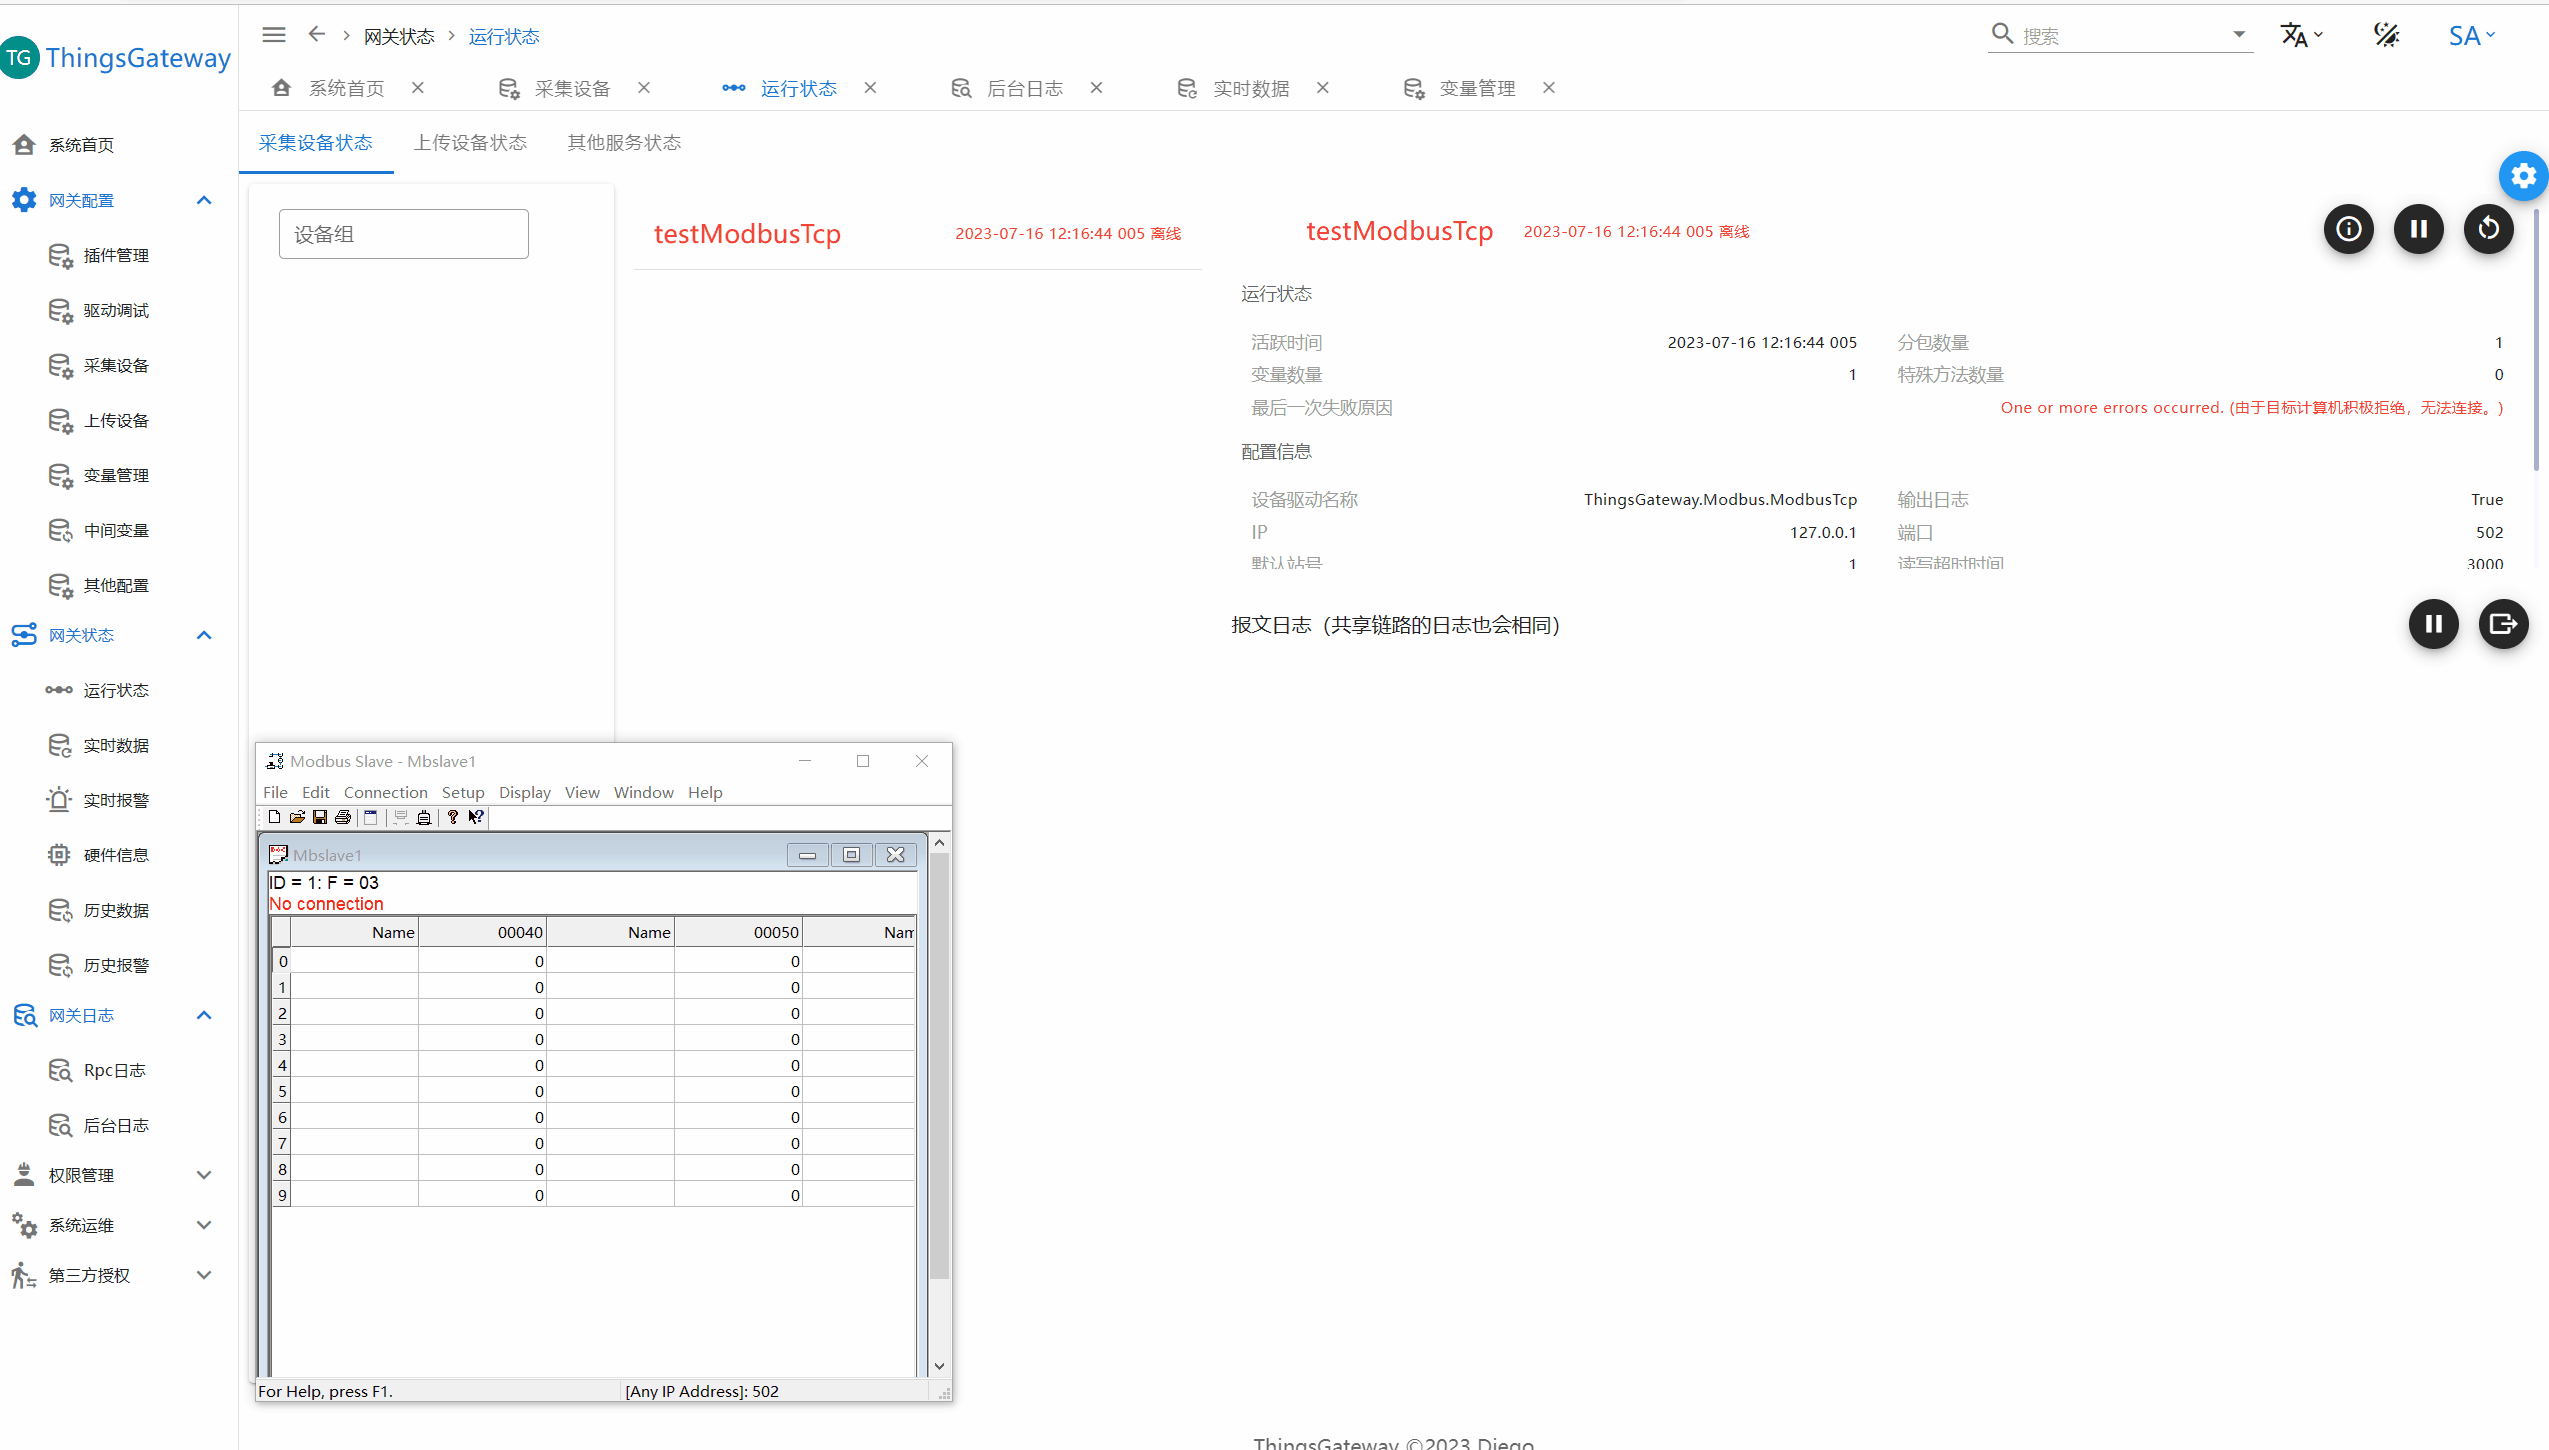 TG ThingsGateway
网关状态 运行状态
搜索
SA
系统首页 采集设备 运行状态 后台日志 实时数据 变量管理
采集设备状态 上传设备状态 其他服务状态
系统首页
网关配置
插件管理
驱动调试
采集设备
上传设备
变量管理
中间变量
其他配置
网关状态
运行状态
实时数据
实时报警
硬件信息
历史数据
历史报警
网关日志
Rpc日志
后台日志
权限管理
系统运维
第三方授权
设备组
testModbusTcp 2023-07-16 12:16:44 005 离线
testModbusTcp 2023-07-16 12:16:44 005 离线
运行状态
活跃时间 2023-07-16 12:16:44 005 分包数量 1
变量数量 1 特殊方法数量 0
最后一次失败原因 One or more errors occurred. (由于目标计算机积极拒绝，无法连接。)
配置信息
设备驱动名称 ThingsGateway.Modbus.ModbusTcp 输出日志 True
IP 127.0.0.1 端口 502
默认站号 1 读写超时时间 3000
报文日志（共享链路的日志也会相同）
Modbus Slave - Mbslave1
File Edit Connection Setup Display View Window Help
Mbslave1
ID = 1: F = 03
No connection
Name 00040 Name 00050 Nam
0 0 0
1 0 0
2 0 0
3 0 0
4 0 0
5 0 0
6 0 0
7 0 0
8 0 0
9 0 0
For Help, press F1. [Any IP Address]: 502
ThingsGateway ©2023 Diego